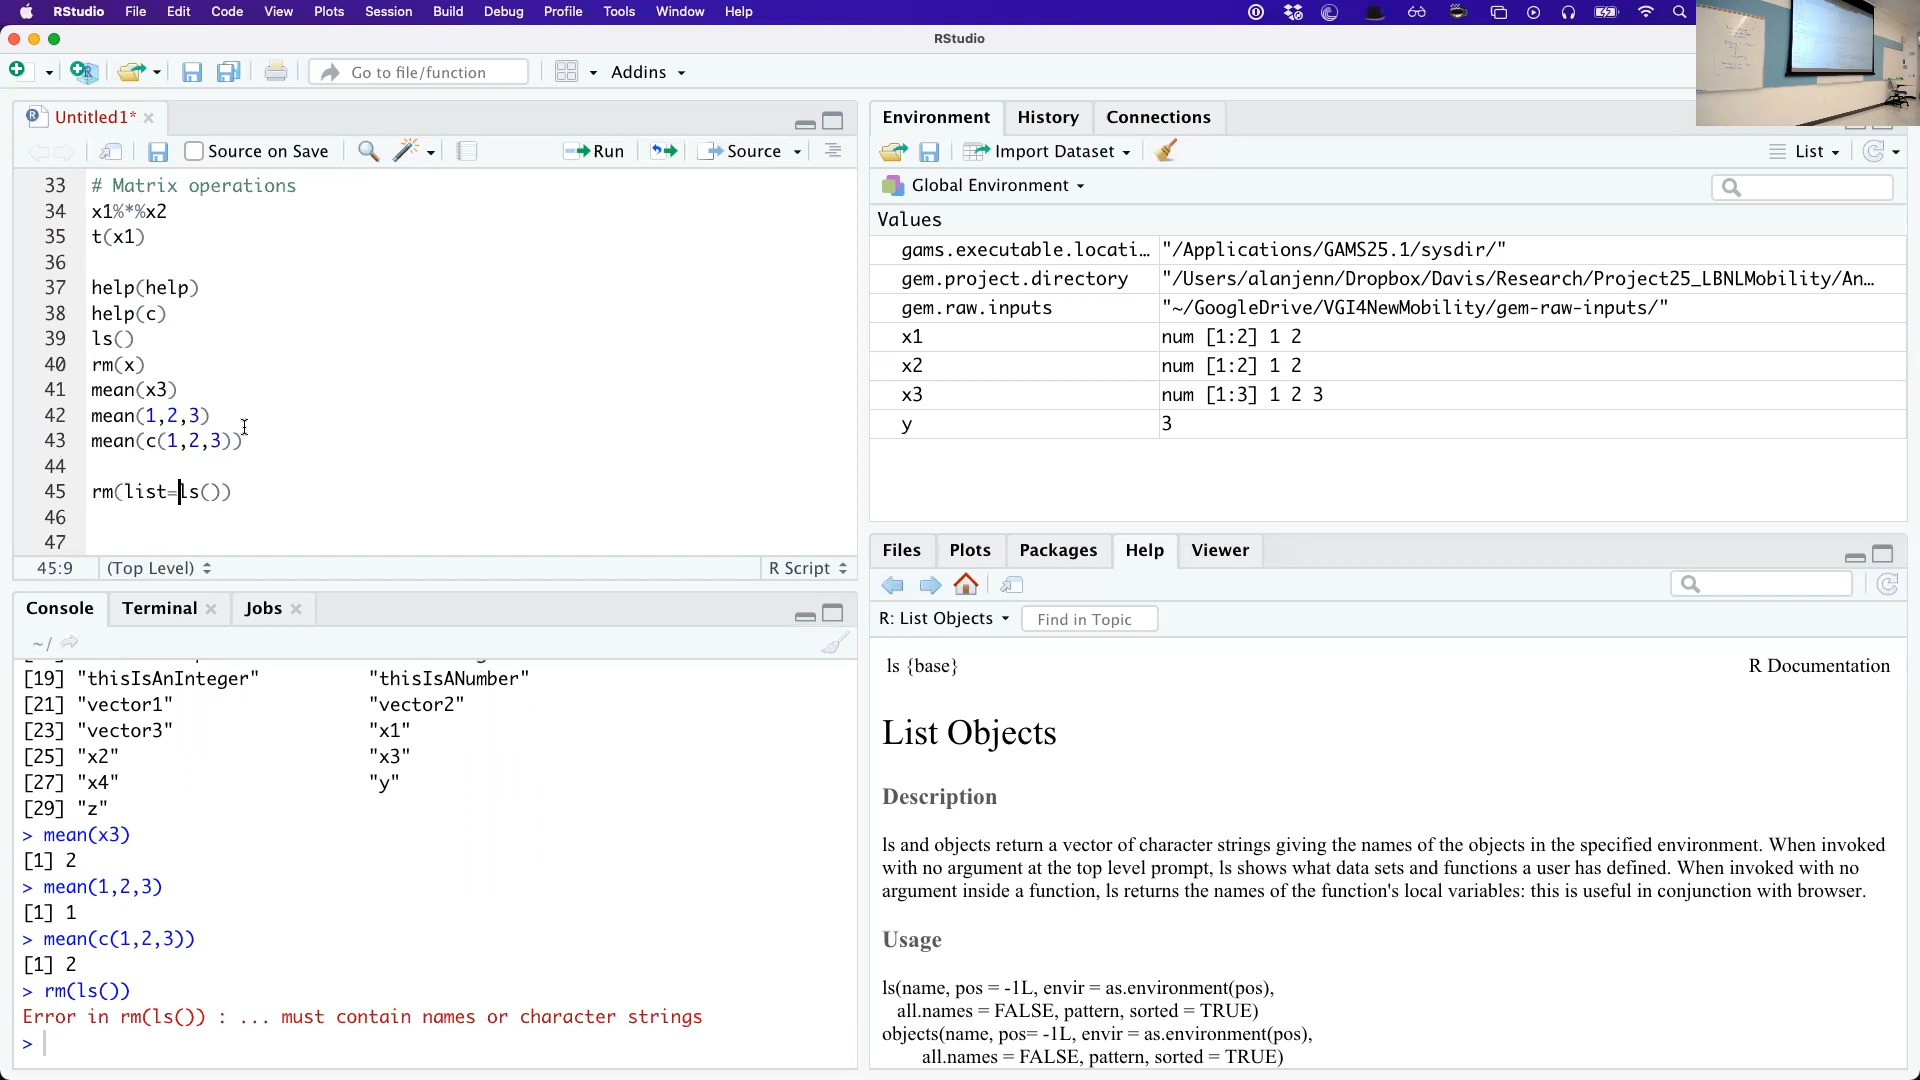 RStudio File Edit Code View Plots Session Build Debug Profile Tools Window Help
RStudio
Go to file/function Addins
Untitled1*
Source on Save Run Source
33 # Matrix operations
34 x1%*%x2
35 t(x1)
36
37 help(help)
38 help(c)
39 ls()
40 rm(x)
41 mean(x3)
42 mean(1,2,3)
43 mean(c(1,2,3))
44
45 rm(list=ls())
46
47
45:9 (Top Level) R Script
Console Terminal Jobs
~/
[19] "thisIsAnInteger" "thisIsANumber"
[21] "vector1" "vector2"
[23] "vector3" "x1"
[25] "x2" "x3"
[27] "x4" "y"
[29] "z"
> mean(x3)
[1] 2
> mean(1,2,3)
[1] 1
> mean(c(1,2,3))
[1] 2
> rm(ls())
Error in rm(ls()) : ... must contain names or character strings
>
Environment History Connections
Import Dataset List
Global Environment
Values
gams.executable.locati… "/Applications/GAMS25.1/sysdir/"
gem.project.directory "/Users/alanjenn/Dropbox/Davis/Research/Project25_LBNLMobility/An…
gem.raw.inputs "~/GoogleDrive/VGI4NewMobility/gem-raw-inputs/"
x1 num [1:2] 1 2
x2 num [1:2] 1 2
x3 num [1:3] 1 2 3
y 3
Files Plots Packages Help Viewer
R: List Objects Find in Topic
ls {base} R Documentation
List Objects
Description
ls and objects return a vector of character strings giving the names of the objects in the specified environment. When invoked
with no argument at the top level prompt, ls shows what data sets and functions a user has defined. When invoked with no
argument inside a function, ls returns the names of the function's local variables: this is useful in conjunction with browser.
Usage
ls(name, pos = -1L, envir = as.environment(pos),
all.names = FALSE, pattern, sorted = TRUE)
objects(name, pos= -1L, envir = as.environment(pos),
all.names = FALSE, pattern, sorted = TRUE)